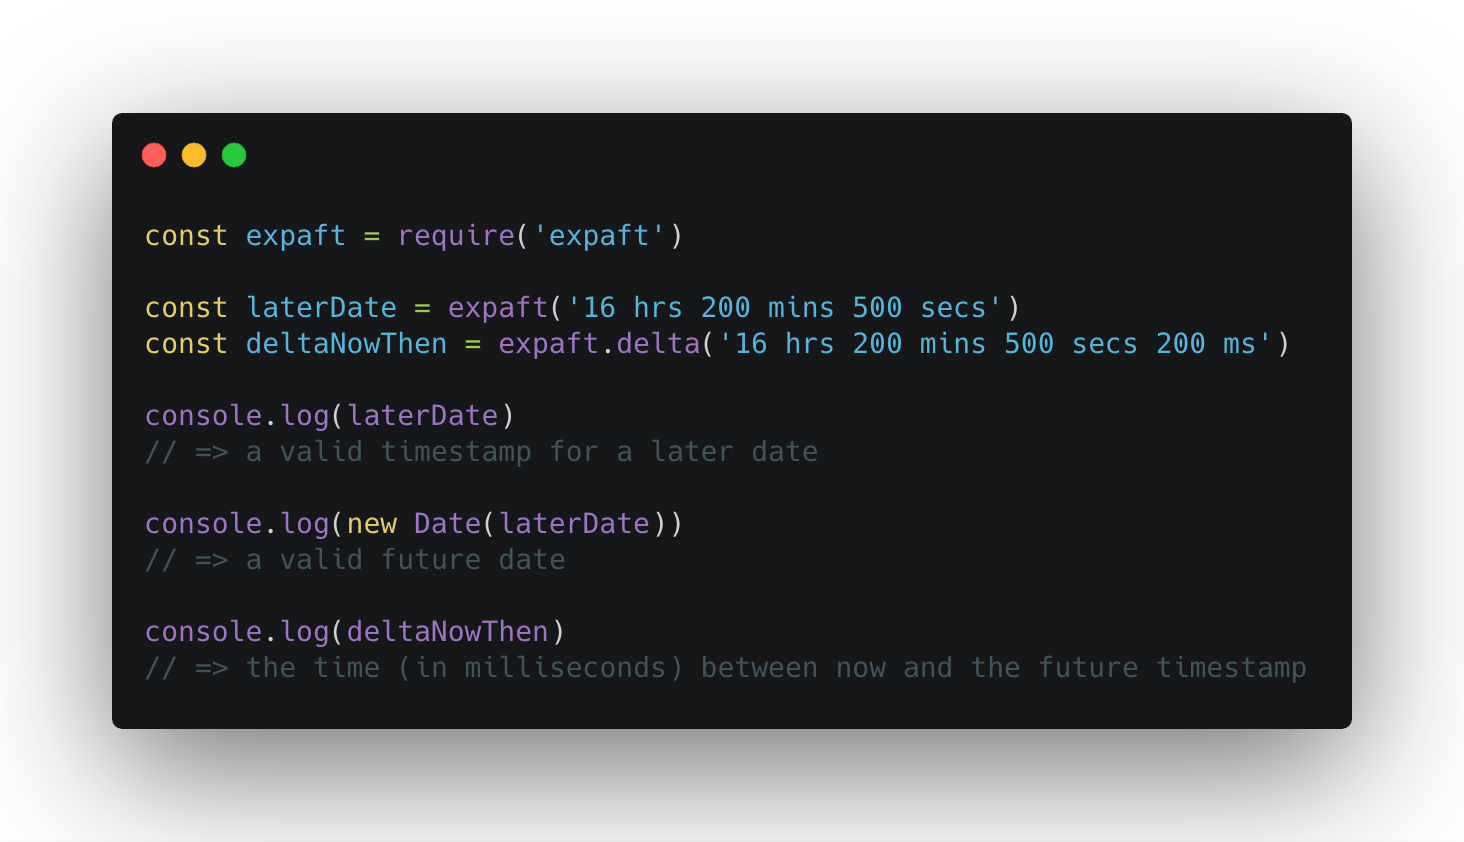 const expaft = require('expaft')
const laterDate = expaft('16 hrs 200 mins 500 secs')
const deltaNowThen = expaft.delta('16 hrs 200 mins 500 secs 200 ms')
console.log(laterDate)
// => a valid timestamp for a later date
console.log(new Date(laterDate))
// => a valid future date
console.log(deltaNowThen)
// => the time (in milliseconds) between now and the future timestamp